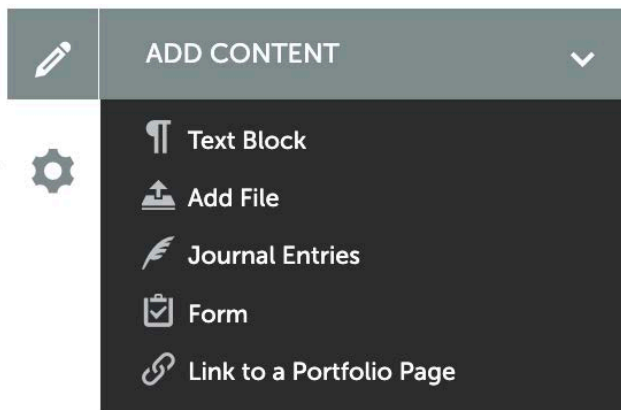 ADD CONTENT
Text Block
Add File
Journal Entries
Form
Link to a Portfolio Page